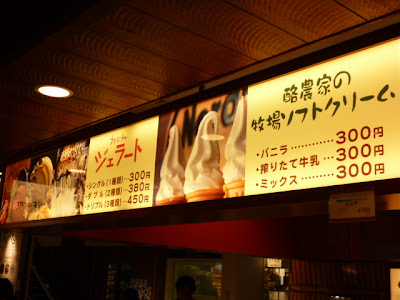 ジェラート
・シングル(1種類)……300円
・ダブル(2種類)……380円
・トリプル(3種類)……450円
酪農家の
牧場ソフトクリーム
・バニラ……………300円
・搾りたて牛乳……300円
・ミックス…………300円